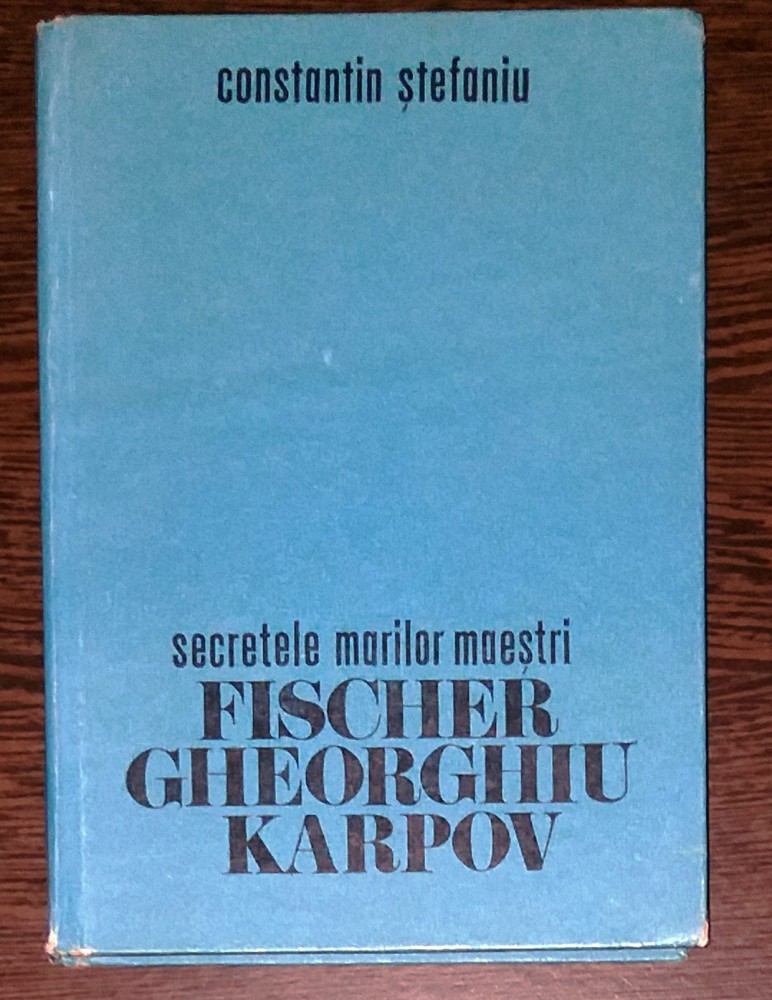 constantin ștefaniu
secretele marilor maeștri
FISCHER
GHEORGHIU
KARPOV